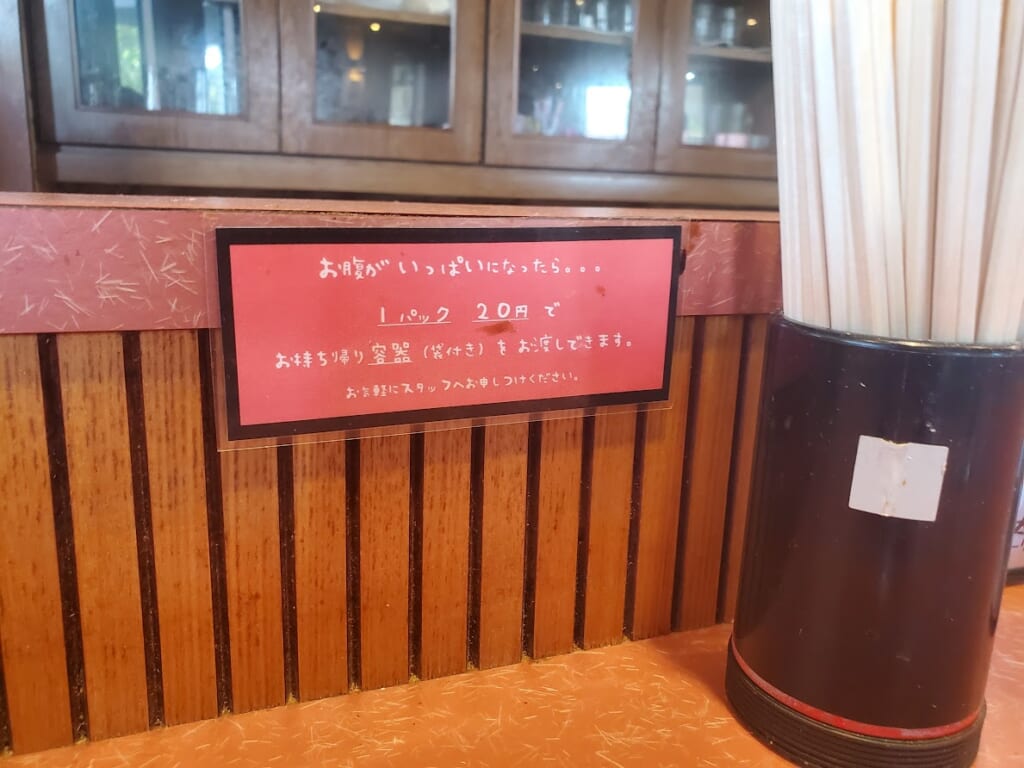 お腹が いっぱいになったら。。。
1パック 20円 で
お持ち帰り容器(袋付き)をお渡しできます。
お気軽にスタッフへお申しつけください。